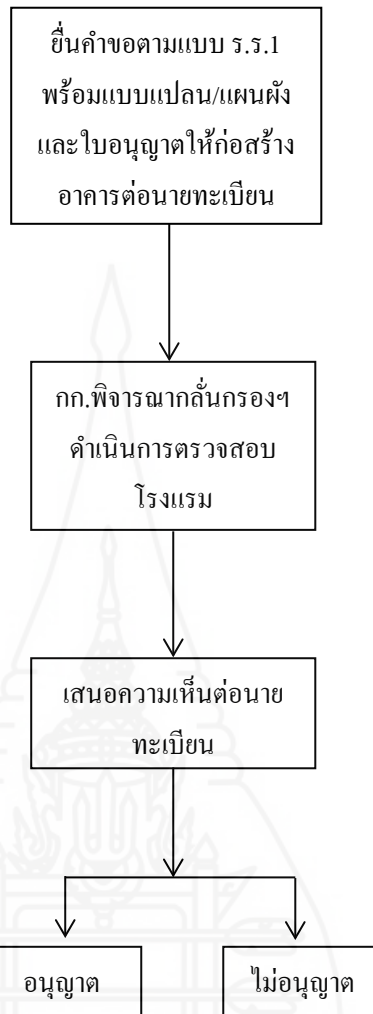 ยื่นคำขอตามแบบ ร.ร.1
พร้อมแบบแปลน/แผนผัง
และใบอนุญาตให้ก่อสร้าง
อาคารต่อนายทะเบียน
กก.พิจารณากลั่นกรองฯ
ดำเนินการตรวจสอบ
โรงแรม
เสนอความเห็นต่อนาย
ทะเบียน
อนุญาต
ไม่อนุญาต